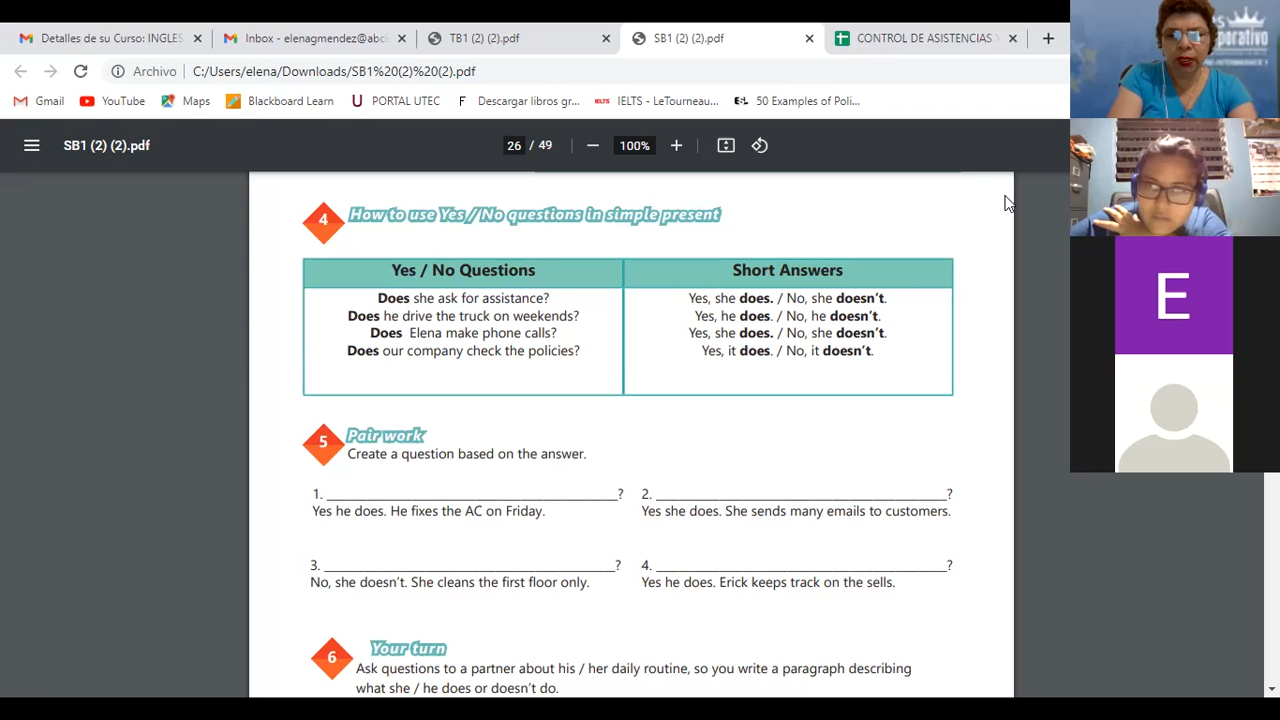 Detalles de su Curso: INGLES
Inbox - elenagmendez@abc
TB1 (2) (2).pdf
SB1 (2) (2).pdf
CONTROL DE ASISTENCIAS
Archivo
C:/Users/elena/Downloads/SB1%20(2)%20(2).pdf
Gmail
YouTube
Maps
Blackboard Learn
PORTAL UTEC
Descargar libros gr...
IELTS - LeTourneau...
50 Examples of Poli...
SB1 (2) (2).pdf
26 / 49
100%
4 How to use Yes / No questions in simple present
Yes / No Questions
Does she ask for assistance?
Does he drive the truck on weekends?
Does Elena make phone calls?
Does our company check the policies?
Short Answers
Yes, she does. / No, she doesn't.
Yes, he does. / No, he doesn't.
Yes, she does. / No, she doesn't.
Yes, it does. / No, it doesn't.
5 Pair work
Create a question based on the answer.
1. ________________________________________?
Yes he does. He fixes the AC on Friday.
2. ________________________________________?
Yes she does. She sends many emails to customers.
3. ________________________________________?
No, she doesn't. She cleans the first floor only.
4. ________________________________________?
Yes he does. Erick keeps track on the sells.
6 Your turn
Ask questions to a partner about his / her daily routine, so you write a paragraph describing
what she / he does or doesn't do.
E